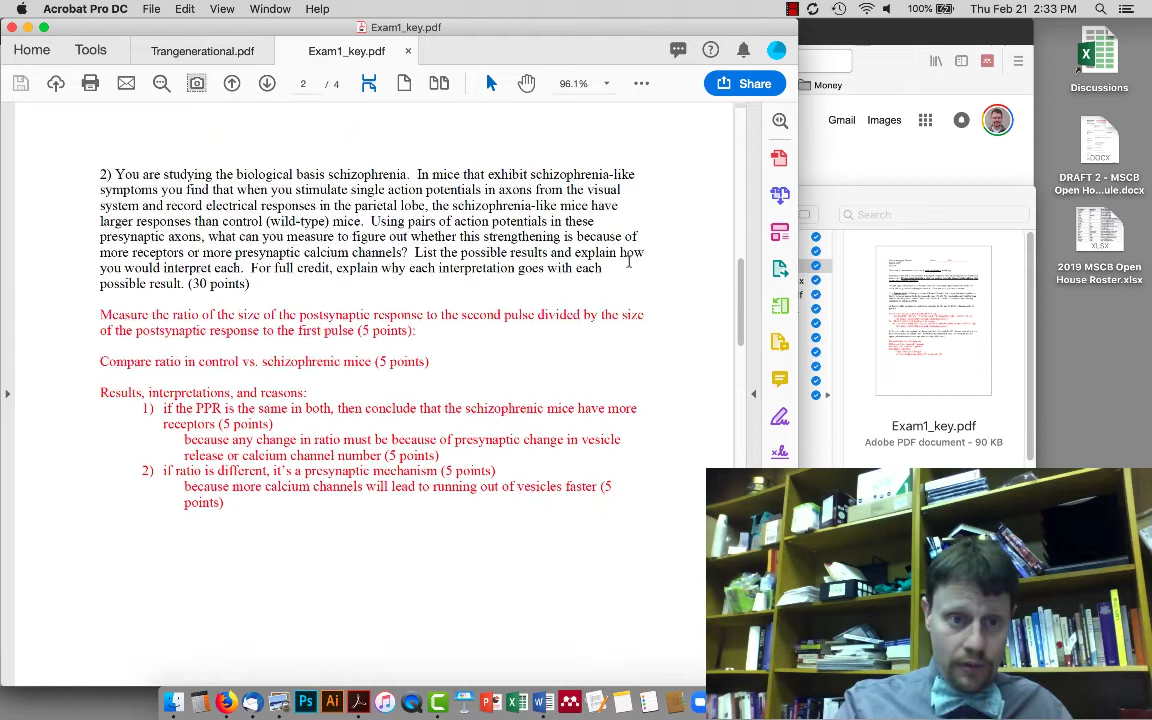 Acrobat Pro DC File Edit View Window Help
100% Thu Feb 21 2:33 PM
Exam1_key.pdf
Home Tools Trangenerational.pdf Exam1_key.pdf ×
2 / 4 96.1% Share
2) You are studying the biological basis schizophrenia. In mice that exhibit schizophrenia-like
symptoms you find that when you stimulate single action potentials in axons from the visual
system and record electrical responses in the parietal lobe, the schizophrenia-like mice have
larger responses than control (wild-type) mice. Using pairs of action potentials in these
presynaptic axons, what can you measure to figure out whether this strengthening is because of
more receptors or more presynaptic calcium channels? List the possible results and explain how
you would interpret each. For full credit, explain why each interpretation goes with each
possible result. (30 points)
Measure the ratio of the size of the postsynaptic response to the second pulse divided by the size
of the postsynaptic response to the first pulse (5 points):
Compare ratio in control vs. schizophrenic mice (5 points)
Results, interpretations, and reasons:
1) if the PPR is the same in both, then conclude that the schizophrenic mice have more
receptors (5 points)
because any change in ratio must be because of presynaptic change in vesicle
release or calcium channel number (5 points)
2) if ratio is different, it's a presynaptic mechanism (5 points)
because more calcium channels will lead to running out of vesicles faster (5
points)
Money
Gmail Images
Search
Exam1_key.pdf
Adobe PDF document - 90 KB
Discussions
DOCX
DRAFT 2 - MSCB
Open Ho...ule.docx
2019 MSCB Open
House Roster.xlsx
Ps Ai